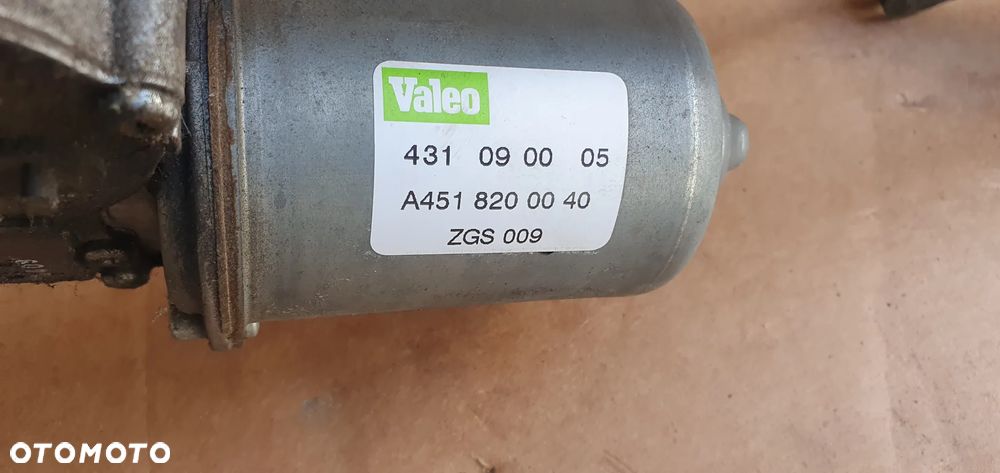 Valeo
431 09 00 05
A451 820 00 40
ZGS 009
OTOMOTO